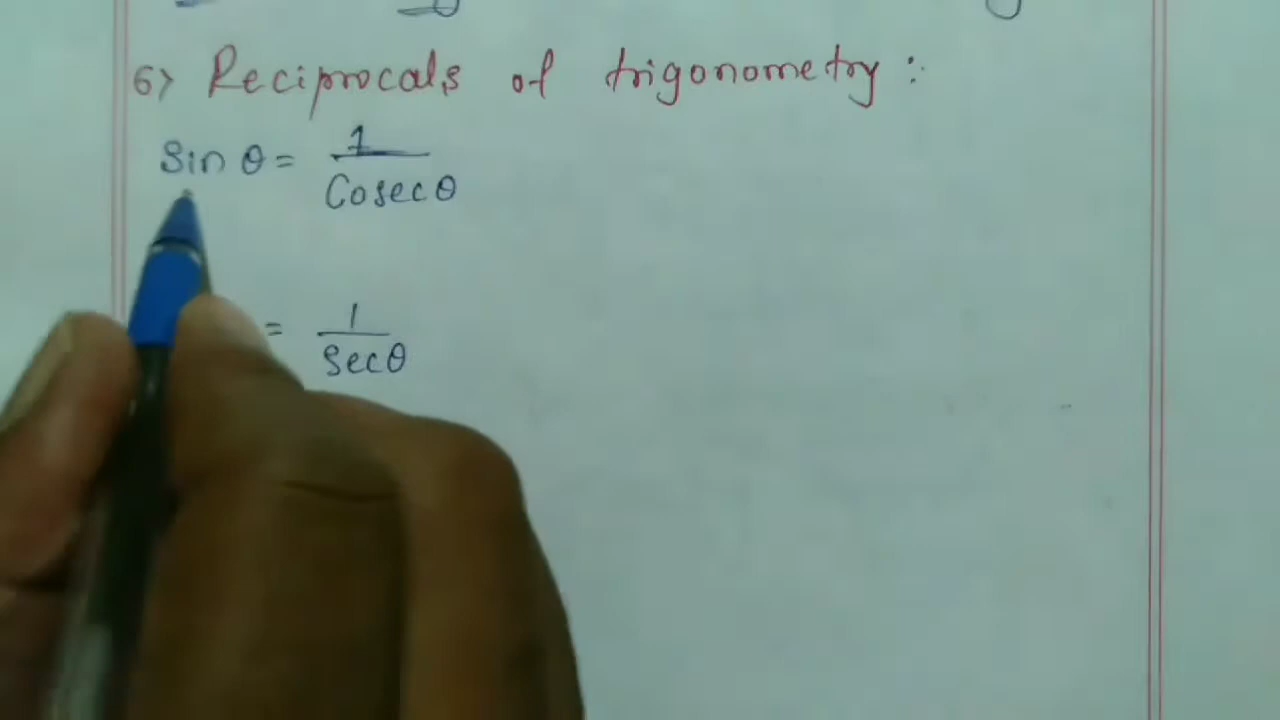 6) Reciprocals of trigonometry :
Sin θ = 1/Cosec θ
= 1/Sec θ